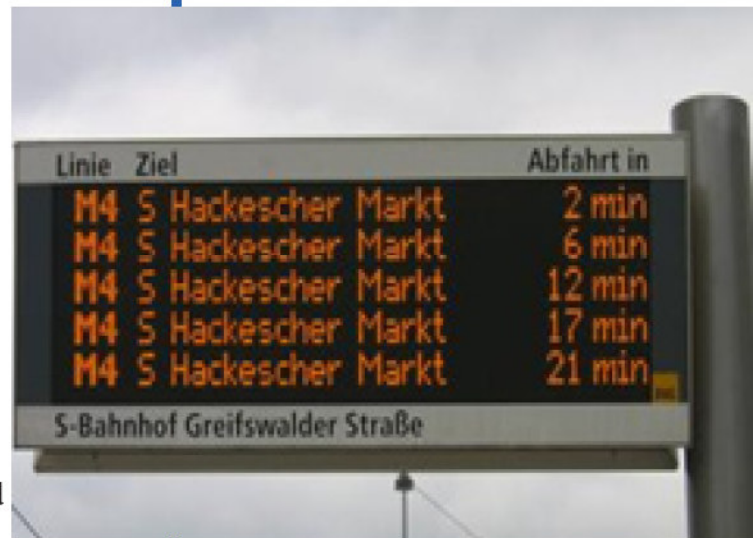 Linie Ziel Abfahrt in
M4 S Hackescher Markt 2 min
M4 S Hackescher Markt 6 min
M4 S Hackescher Markt 12 min
M4 S Hackescher Markt 17 min
M4 S Hackescher Markt 21 min
S-Bahnhof Greifswalder Straße